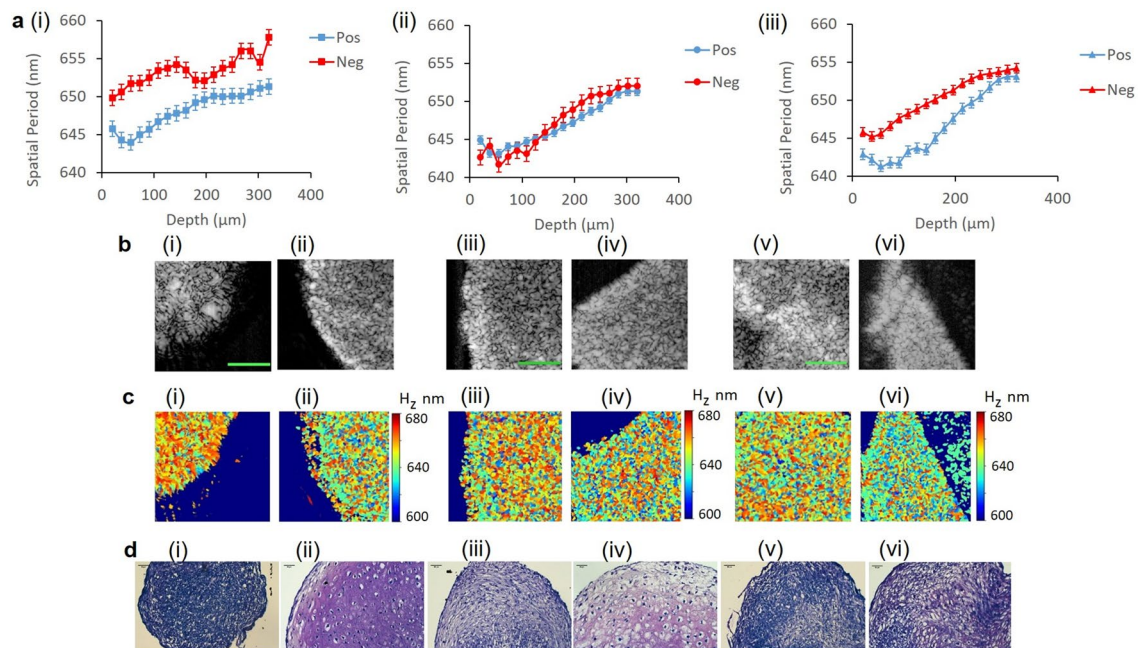 a (i) (ii) (iii)
660 660 660
655 650 645 640
Spatial Period (nm)
0 100 200 300 400
Depth (µm)
Pos
Neg
650 640
Spatial Period (nm)
0 100 200 300 400
Depth (µm)
Pos
Neg
655 650 645 640
Spatial Period (nm)
0 200 400
Depth (µm)
Pos
Neg
b (i) (ii) (iii) (iv) (v) (vi)
c (i) (ii) (iii) (iv) (v) (vi)
Hz nm Hz nm Hz nm
680 680 680
640 640 640
600 600 600
d (i) (ii) (iii) (iv) (v) (vi)